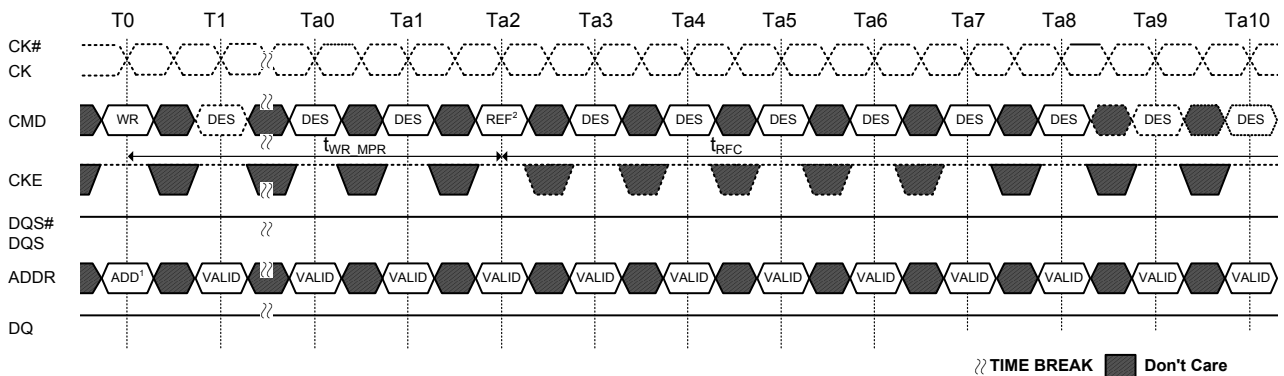 T0 T1 Ta0 Ta1 Ta2 Ta3 Ta4 Ta5 Ta6 Ta7 Ta8 Ta9 Ta10
CK#
CK
CMD WR DES DES DES REF² DES DES DES DES DES DES DES DES
tWR_MPR tRFC
CKE
DQS#
DQS
ADDR ADD¹ VALID VALID VALID VALID VALID VALID VALID VALID VALID VALID VALID VALID
DQ
TIME BREAK Don't Care